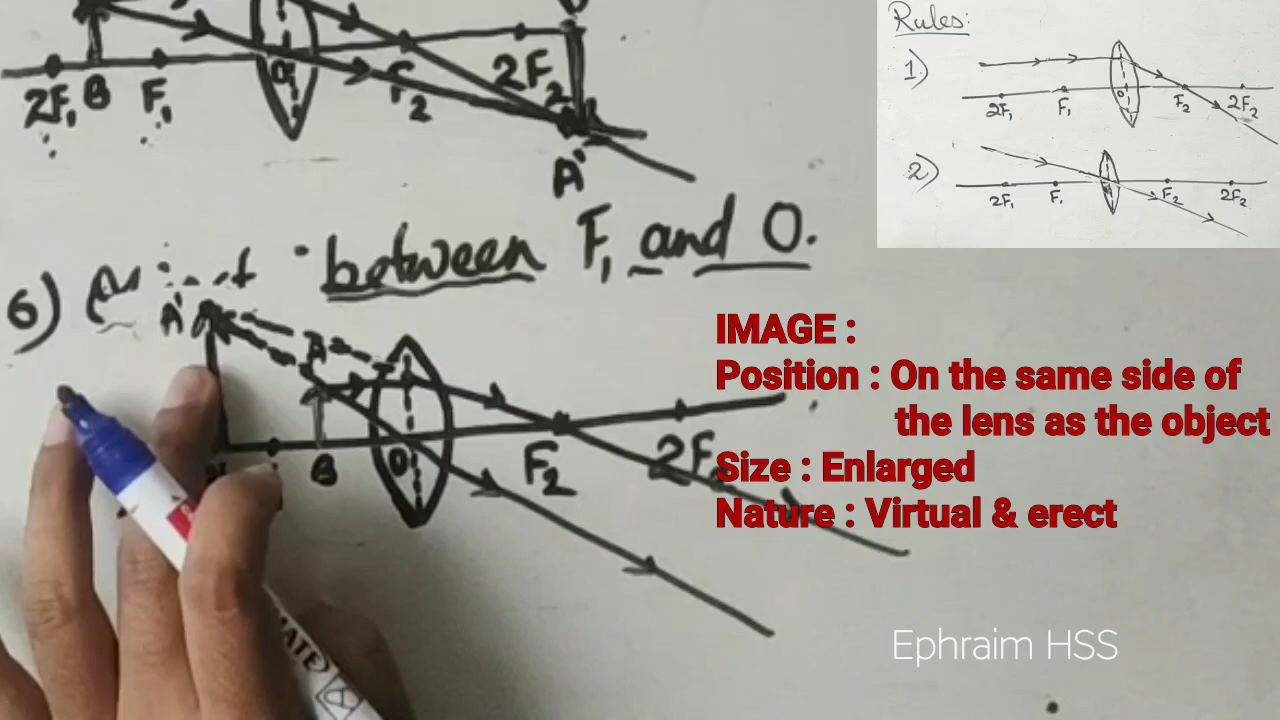 2F₁ B F₁ O F₂ 2F₂
A'
6) between F₁ and O.
A'
A
B O F₂ 2F₂
Rules:
1)
2F₁ F₁ O F₂ 2F₂
2)
2F₁ F₁ F₂ 2F₂
IMAGE :
Position : On the same side of
the lens as the object
Size : Enlarged
Nature : Virtual & erect
Ephraim HSS